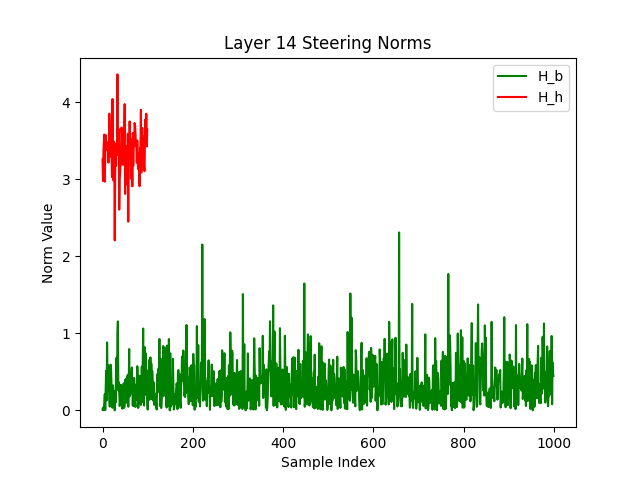 Layer 14 Steering Norms
H_b
H_h
Norm Value
4
3
2
1
0
0 200 400 600 800 1000
Sample Index